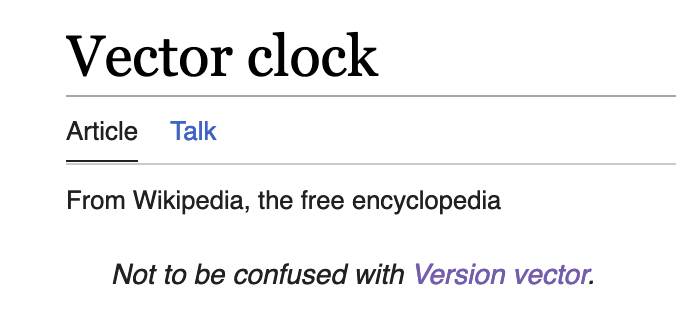 Vector clock
Article Talk
From Wikipedia, the free encyclopedia
Not to be confused with Version vector.